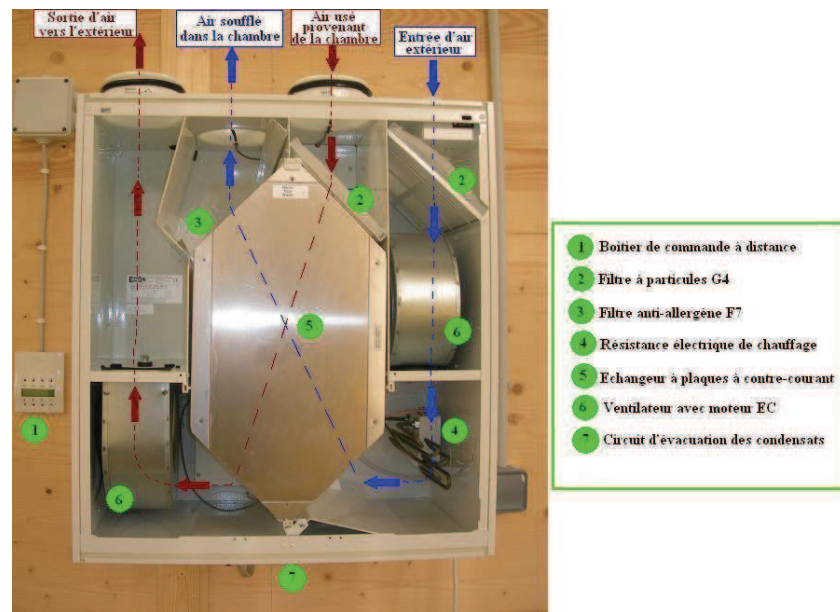 Sortie d'air
vers l'extérieur
Air soufflé
dans la chambre
Air usé
provenant
de la chambre
Entrée d'air
extérieur
2
2
3
5
6
4
1
6
7
1 Boitier de commande à distance
2 Filtre à particules G4
3 Filtre anti-allergéne F7
4 Résistance électrique de chauffage
5 Echangeur à plaques à contre-courant
6 Ventilateur avec moteur EC
7 Circuit d'évacuation des condensats